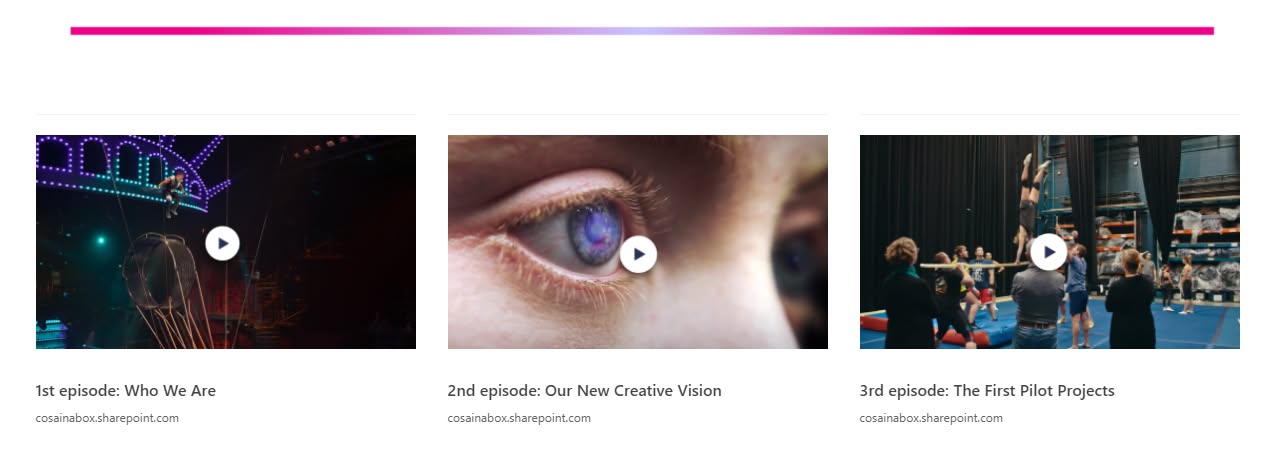 1st episode: Who We Are
cosainabox.sharepoint.com
2nd episode: Our New Creative Vision
cosainabox.sharepoint.com
3rd episode: The First Pilot Projects
cosainabox.sharepoint.com